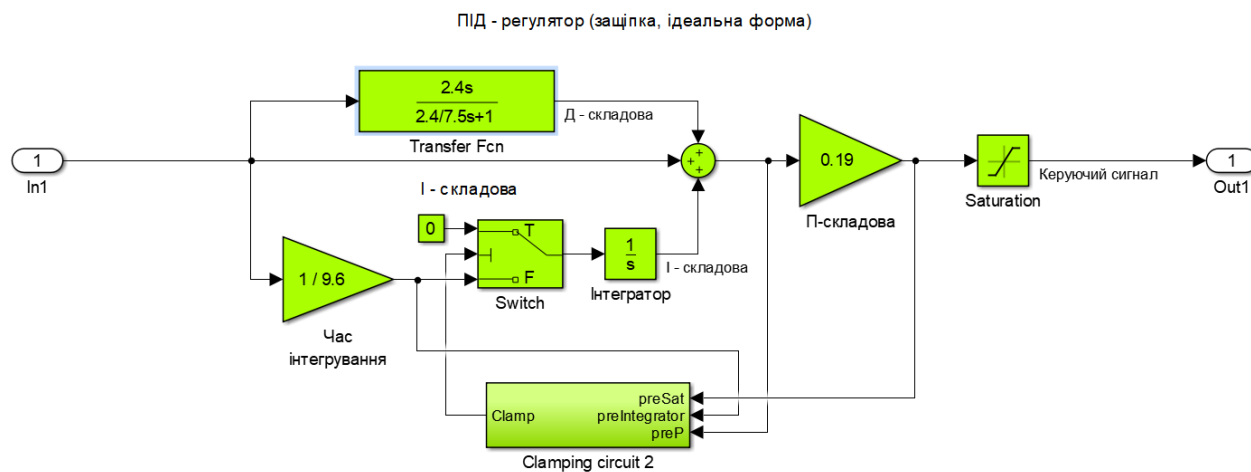 ПІД - регулятор (защіпка, ідеальна форма)
2.4s
2.4/7.5s+1
Transfer Fcn
Д - складова
1
In1
+
+
+
0.19
П-складова
Saturation
Керуючий сигнал
1
Out1
І - складова
0
T
F
Switch
1
s
Інтегратор
І - складова
1 / 9.6
Час
інтегрування
Clamp
preSat
preIntegrator
preP
Clamping circuit 2